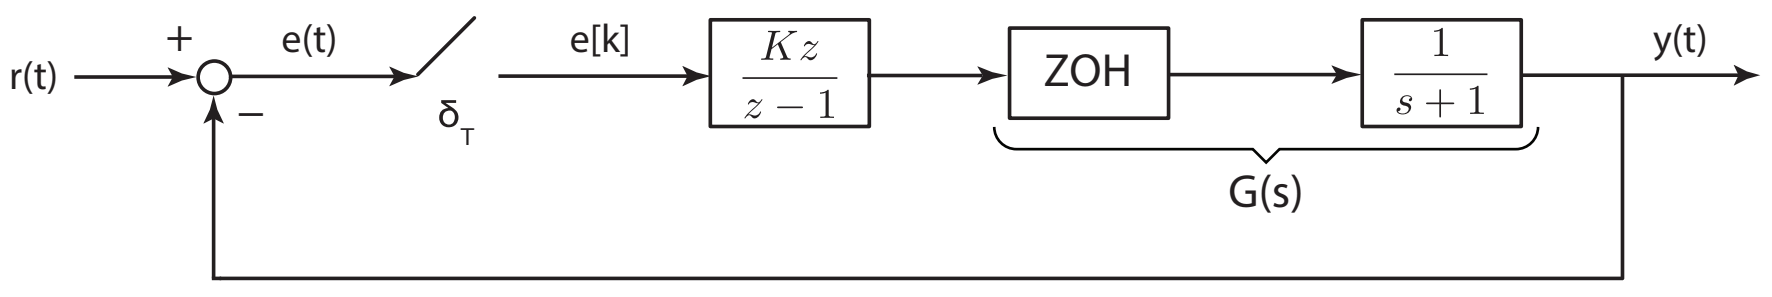 r(t)
+
−
e(t)
δ_T
e[k]
Kz
z − 1
ZOH
1
s + 1
G(s)
y(t)